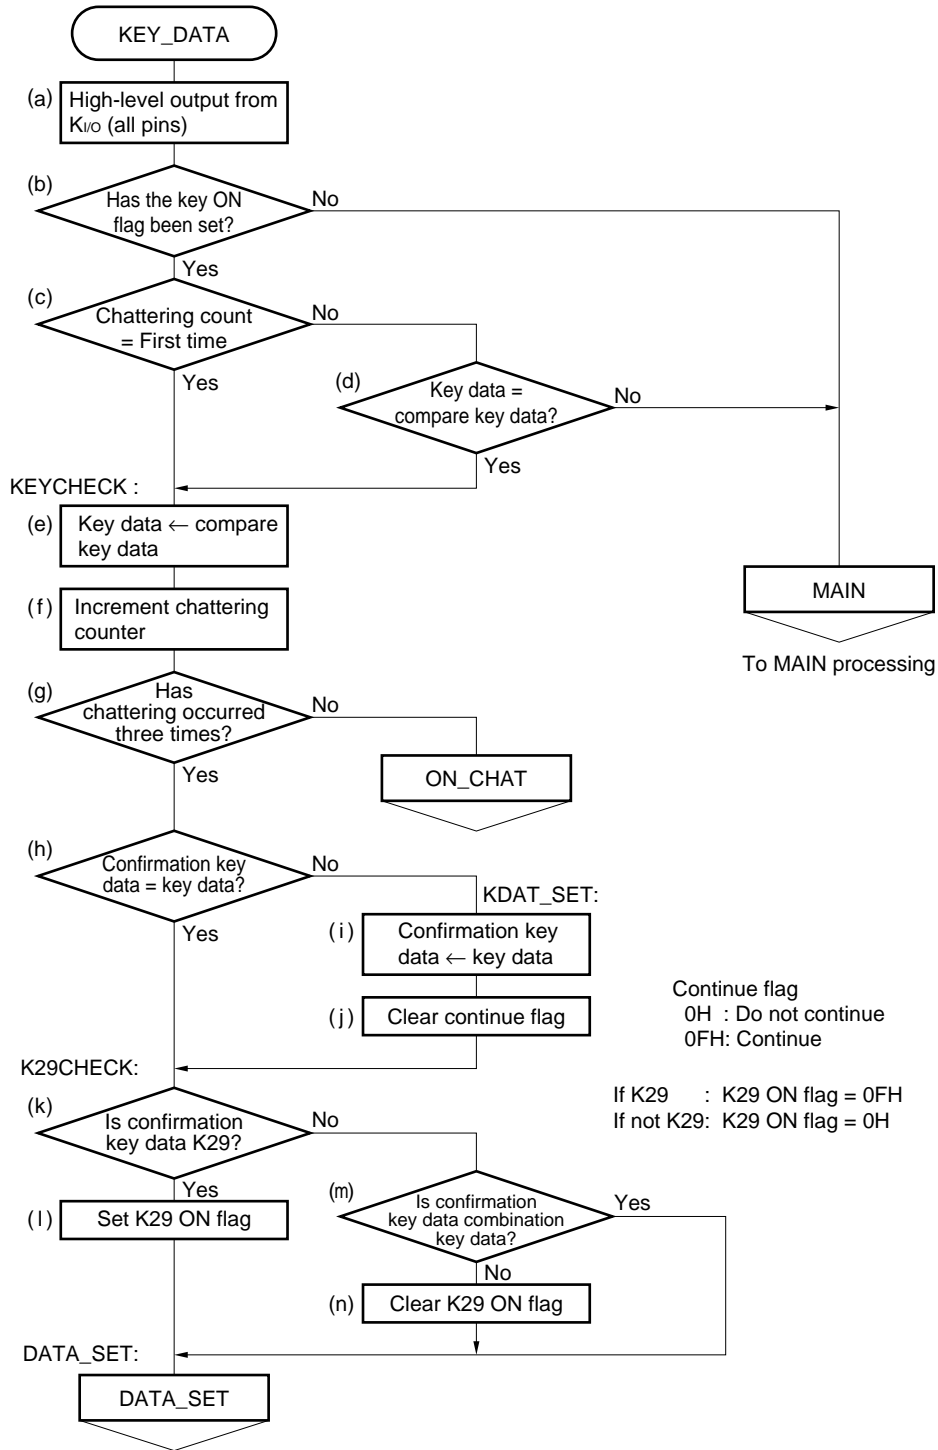 KEY_DATA
(a)
High-level output from
KI/O (all pins)
(b)
Has the key ON
flag been set?
No
Yes
(c)
Chattering count
= First time
No
Yes
(d)
Key data =
compare key data?
No
Yes
KEYCHECK :
(e)
Key data ← compare
key data
(f)
Increment chattering
counter
MAIN
To MAIN processing
(g)
Has
chattering occurred
three times?
No
Yes
ON_CHAT
(h)
Confirmation key
data = key data?
No
Yes
KDAT_SET:
(i)
Confirmation key
data ← key data
(j)
Clear continue flag
Continue flag
0H : Do not continue
0FH: Continue
K29CHECK:
If K29 : K29 ON flag = 0FH
If not K29: K29 ON flag = 0H
(k)
Is confirmation
key data K29?
No
Yes
(l)
Set K29 ON flag
(m)
Is confirmation
key data combination
key data?
Yes
No
(n)
Clear K29 ON flag
DATA_SET:
DATA_SET